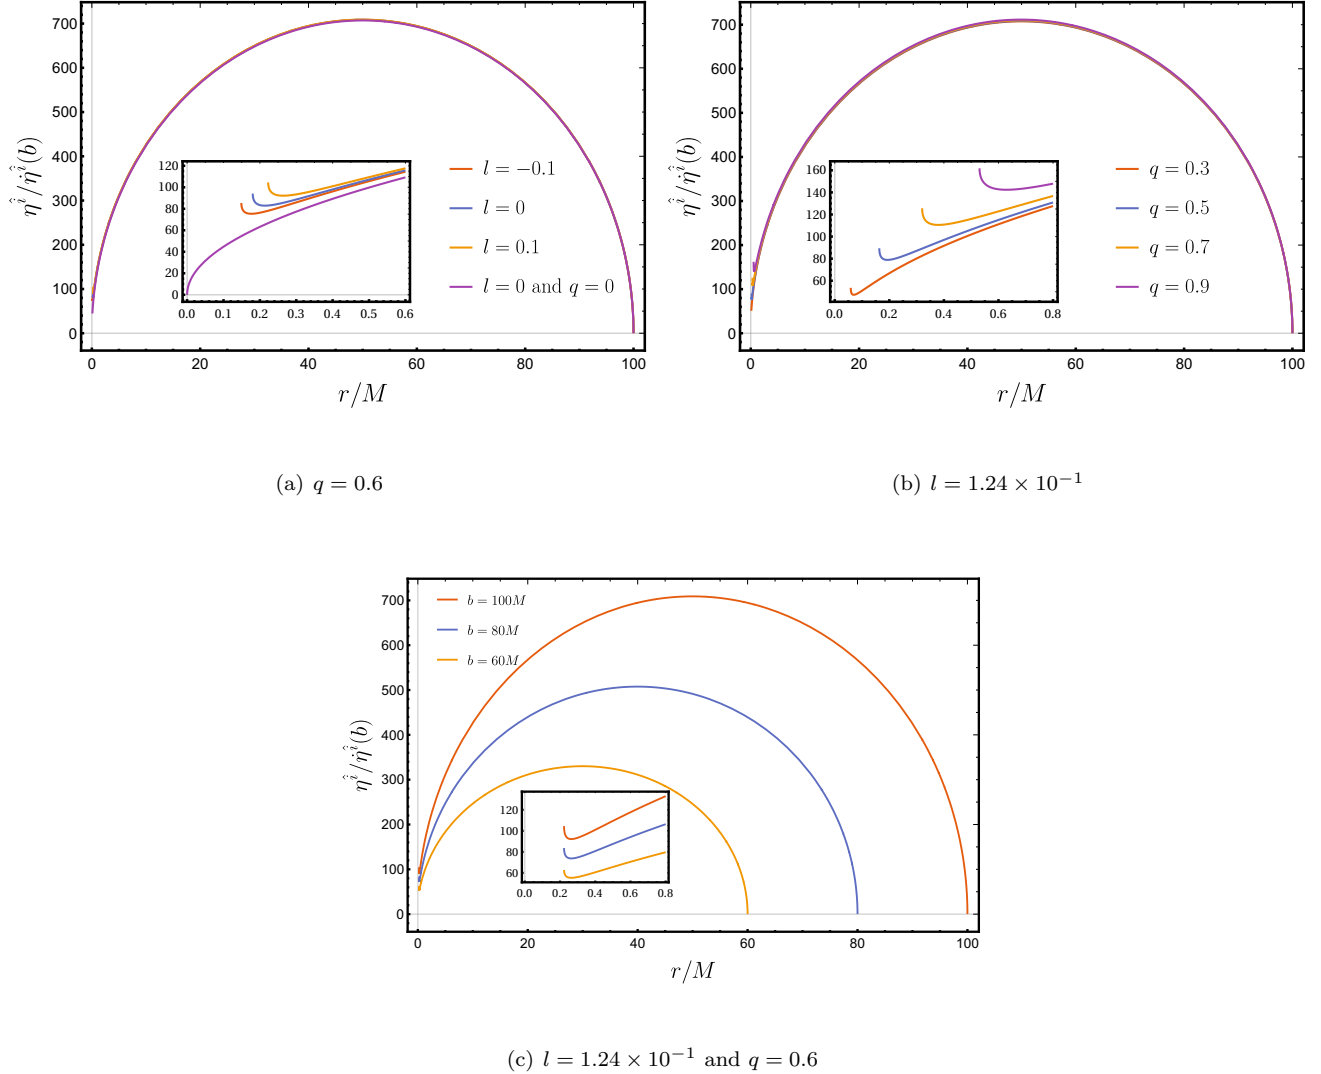 700
600
500
400
300
200
100
0
η^î/η̇^î(b)
0 20 40 60 80 100
r/M
120
100
80
60
40
20
0
0.0 0.1 0.2 0.3 0.4 0.5 0.6
l = −0.1
l = 0
l = 0.1
l = 0 and q = 0
(a) q = 0.6
700
600
500
400
300
200
100
0
η^î/η̇^î(b)
0 20 40 60 80 100
r/M
160
140
120
100
80
60
0.0 0.2 0.4 0.6 0.8
q = 0.3
q = 0.5
q = 0.7
q = 0.9
(b) l = 1.24 × 10⁻¹
700
600
500
400
300
200
100
0
η^î/η̇^î(b)
b = 100M
b = 80M
b = 60M
120
100
80
60
0.0 0.2 0.4 0.6 0.8
0 20 40 60 80 100
r/M
(c) l = 1.24 × 10⁻¹ and q = 0.6